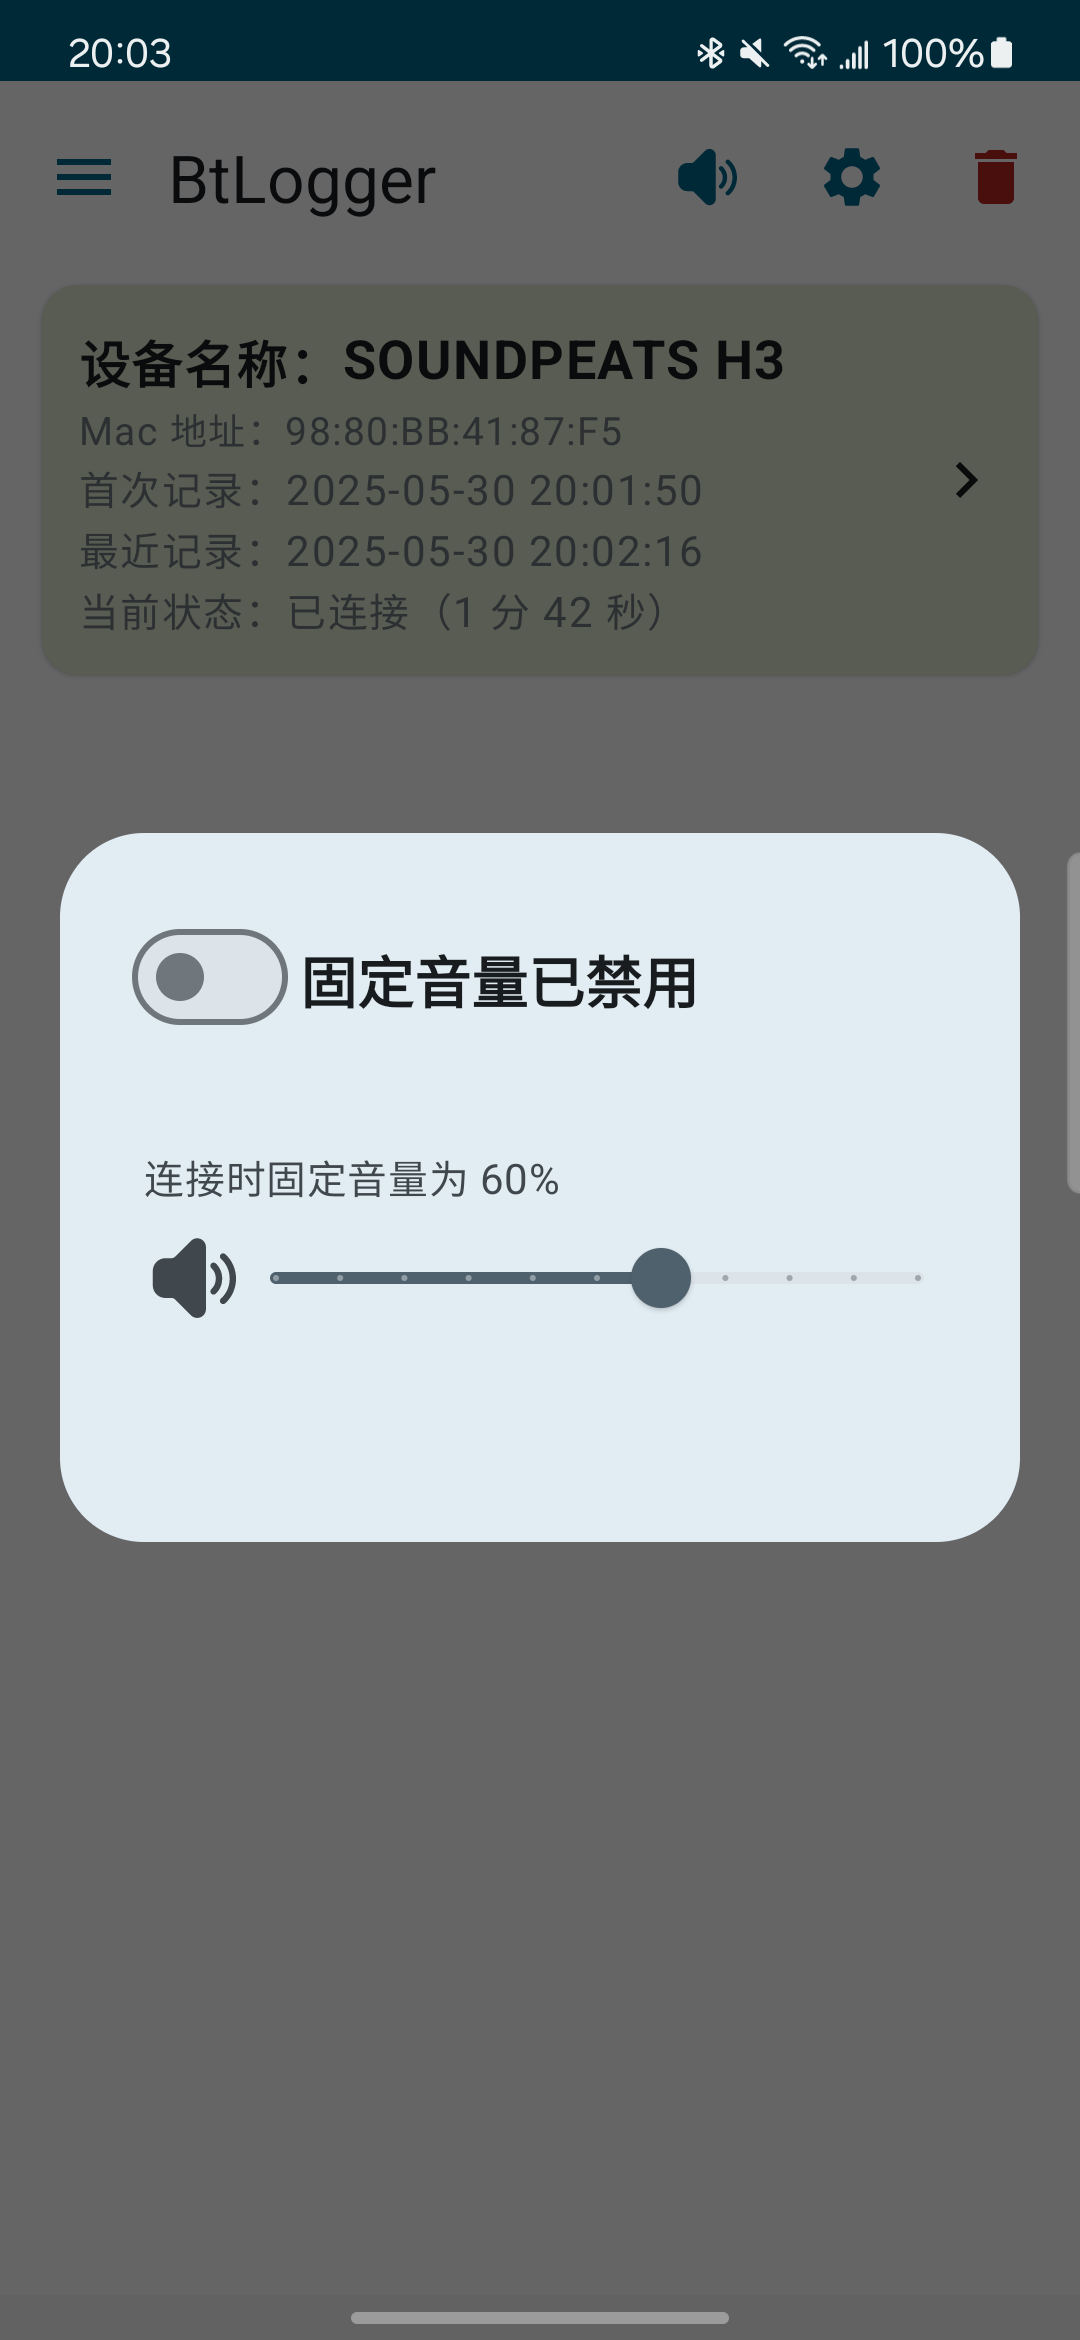 20:03
100%
BtLogger
设备名称：SOUNDPEATS H3
Mac 地址：98:80:BB:41:87:F5
首次记录：2025-05-30 20:01:50
最近记录：2025-05-30 20:02:16
当前状态：已连接（1 分 42 秒）
固定音量已禁用
连接时固定音量为 60%